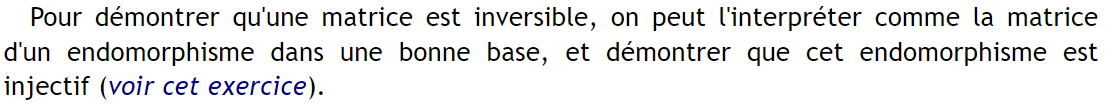 Pour démontrer qu'une matrice est inversible, on peut l'interpréter comme la matrice
d'un endomorphisme dans une bonne base, et démontrer que cet endomorphisme est
injectif (voir cet exercice).